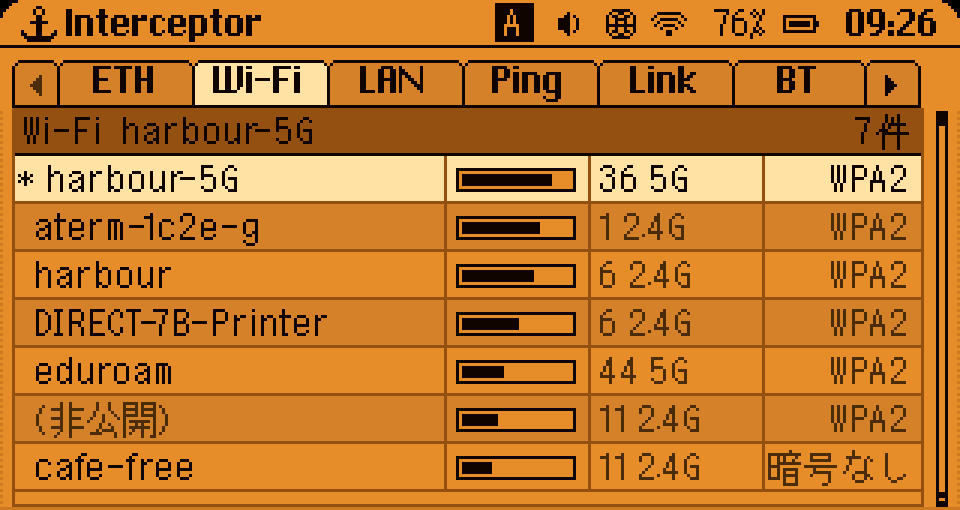 Interceptor A 76% 09:26
ETH Wi-Fi LAN Ping Link BT
Wi-Fi harbour-5G 7件
* harbour-5G 36 5G WPA2
aterm-1c2e-g 1 2.4G WPA2
harbour 6 2.4G WPA2
DIRECT-7B-Printer 6 2.4G WPA2
eduroam 44 5G WPA2
(非公開) 11 2.4G WPA2
cafe-free 11 2.4G 暗号なし